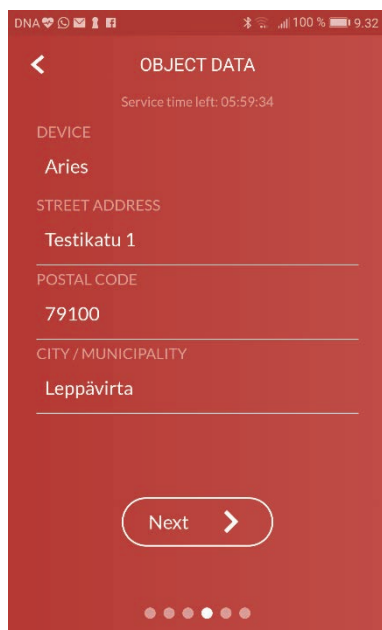 DNA 100 % 9.32
OBJECT DATA
Service time left: 05:59:34
DEVICE
Aries
STREET ADDRESS
Testikatu 1
POSTAL CODE
79100
CITY / MUNICIPALITY
Leppävirta
Next